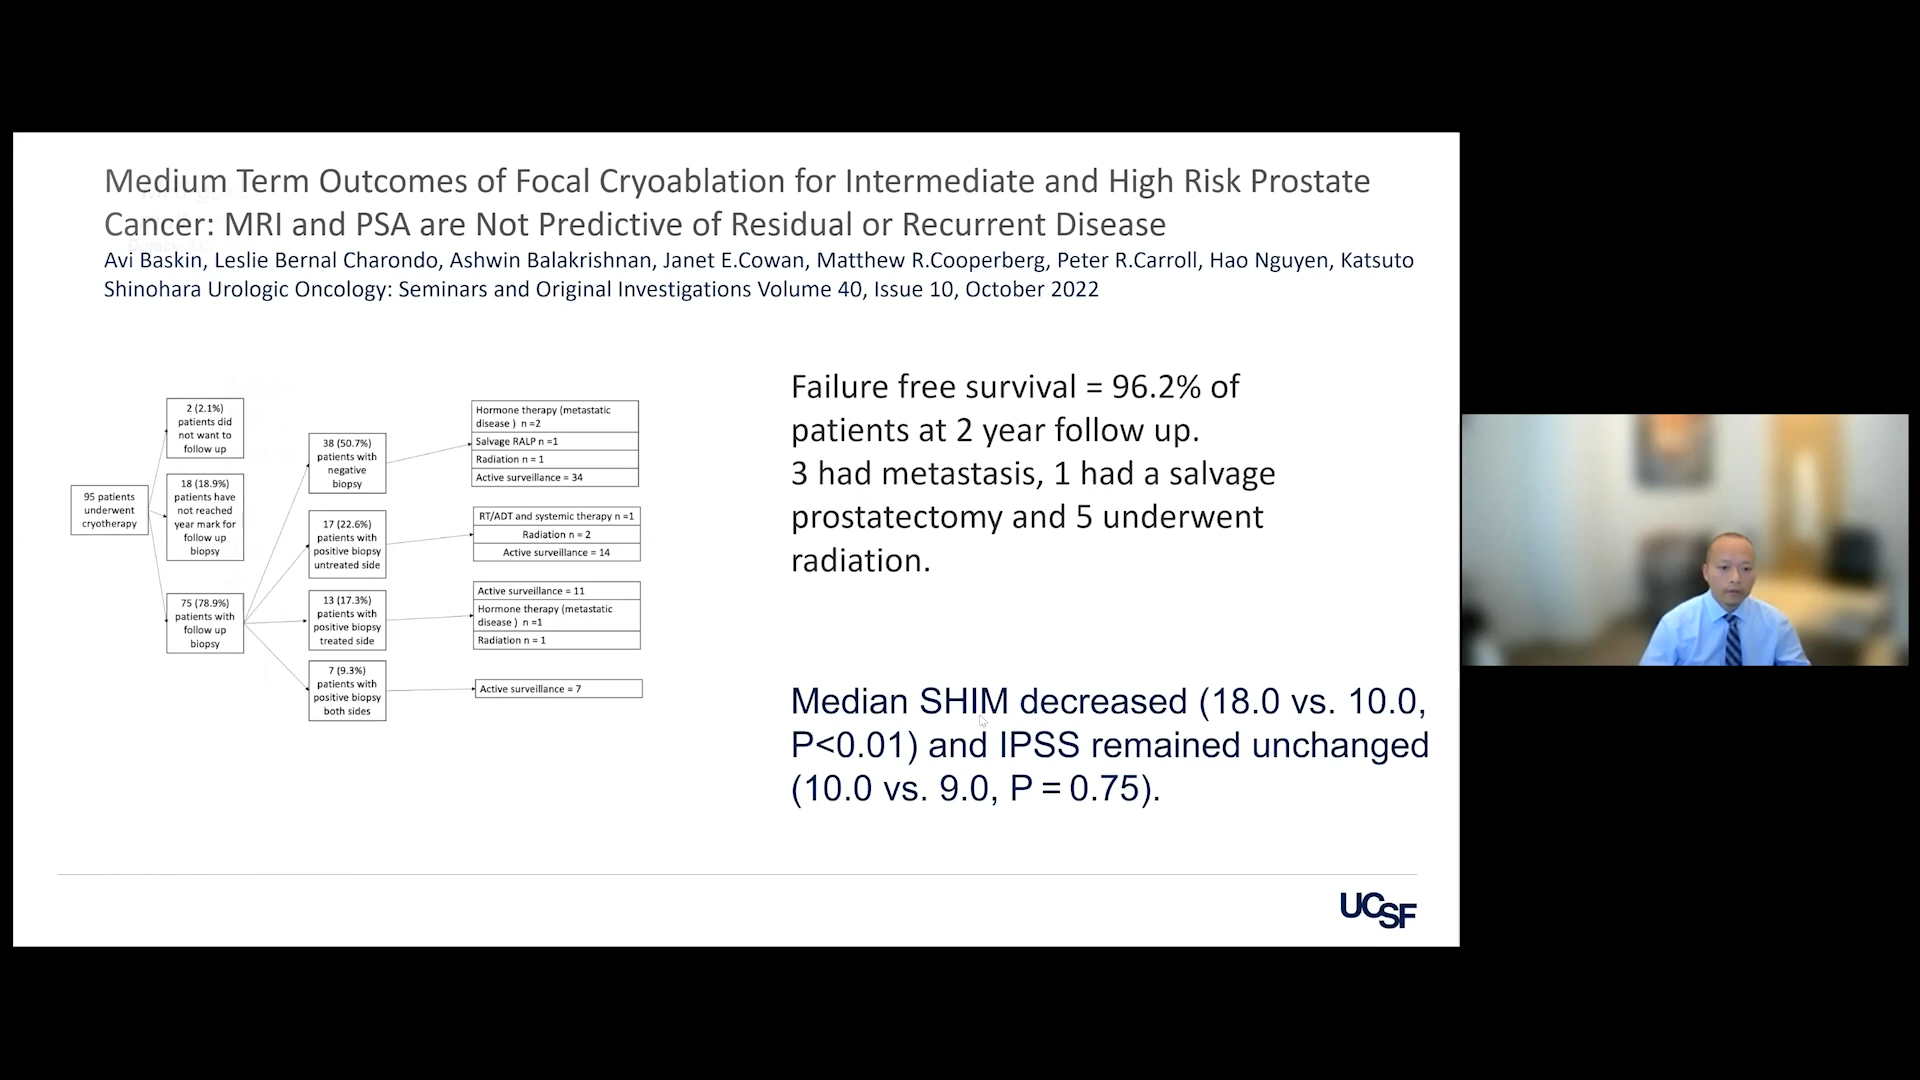 Medium Term Outcomes of Focal Cryoablation for Intermediate and High Risk Prostate
Cancer: MRI and PSA are Not Predictive of Residual or Recurrent Disease
Avi Baskin, Leslie Bernal Charondo, Ashwin Balakrishnan, Janet E.Cowan, Matthew R.Cooperberg, Peter R.Carroll, Hao Nguyen, Katsuto
Shinohara Urologic Oncology: Seminars and Original Investigations Volume 40, Issue 10, October 2022
95 patients
underwent
cryotherapy
2 (2.1%)
patients did
not want to
follow up
18 (18.9%)
patients have
not reached
year mark for
follow up
biopsy
75 (78.9%)
patients with
follow up
biopsy
38 (50.7%)
patients with
negative
biopsy
17 (22.6%)
patients with
positive biopsy
untreated side
13 (17.3%)
patients with
positive biopsy
treated side
7 (9.3%)
patients with
positive biopsy
both sides
Hormone therapy (metastatic
disease ) n =2
Salvage RALP n =1
Radiation n = 1
Active surveillance = 34
RT/ADT and systemic therapy n =1
Radiation n = 2
Active surveillance = 14
Active surveillance = 11
Hormone therapy (metastatic
disease ) n =1
Radiation n = 1
Active surveillance = 7
Failure free survival = 96.2% of
patients at 2 year follow up.
3 had metastasis, 1 had a salvage
prostatectomy and 5 underwent
radiation.
Median SHIM decreased (18.0 vs. 10.0,
P<0.01) and IPSS remained unchanged
(10.0 vs. 9.0, P = 0.75).
UCSF